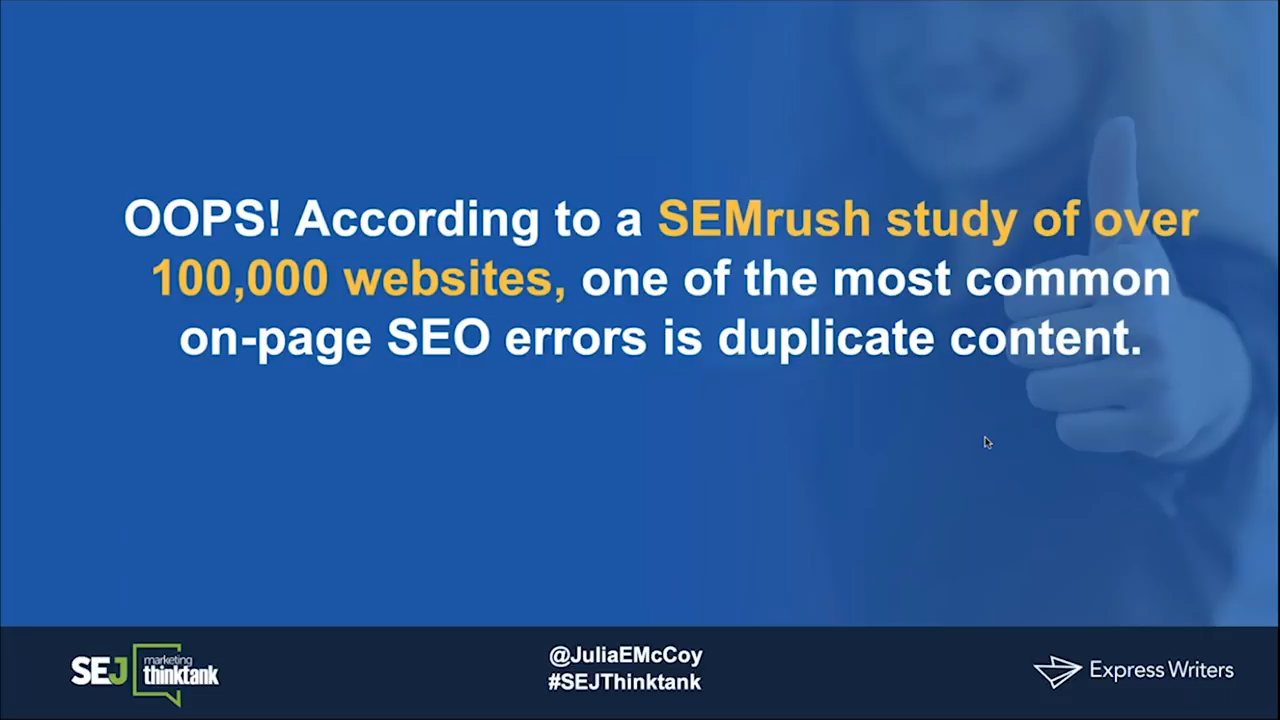 OOPS! According to a SEMrush study of over
100,000 websites, one of the most common
on-page SEO errors is duplicate content.
SEJ marketing
thinktank
@JuliaEMcCoy
#SEJThinktank
Express Writers